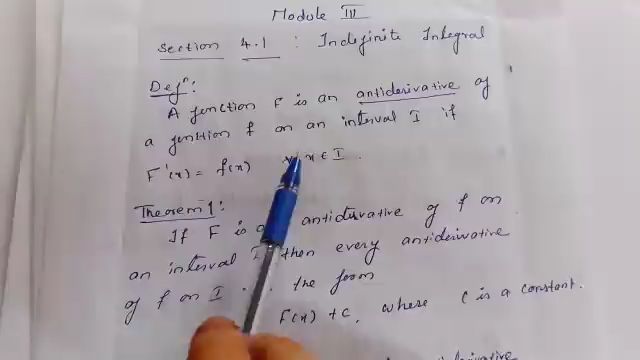 Module III
Section 4.1 : Indefinite Integral
Defⁿ:
A function F is an antiderivative of
a function f on an interval I if
F'(x) = f(x) ∀ x ∈ I.
Theorem 1:
If F is an antiderivative of f on
an interval I then every antiderivative
of f on I the form
F(x) + C, where C is a constant.